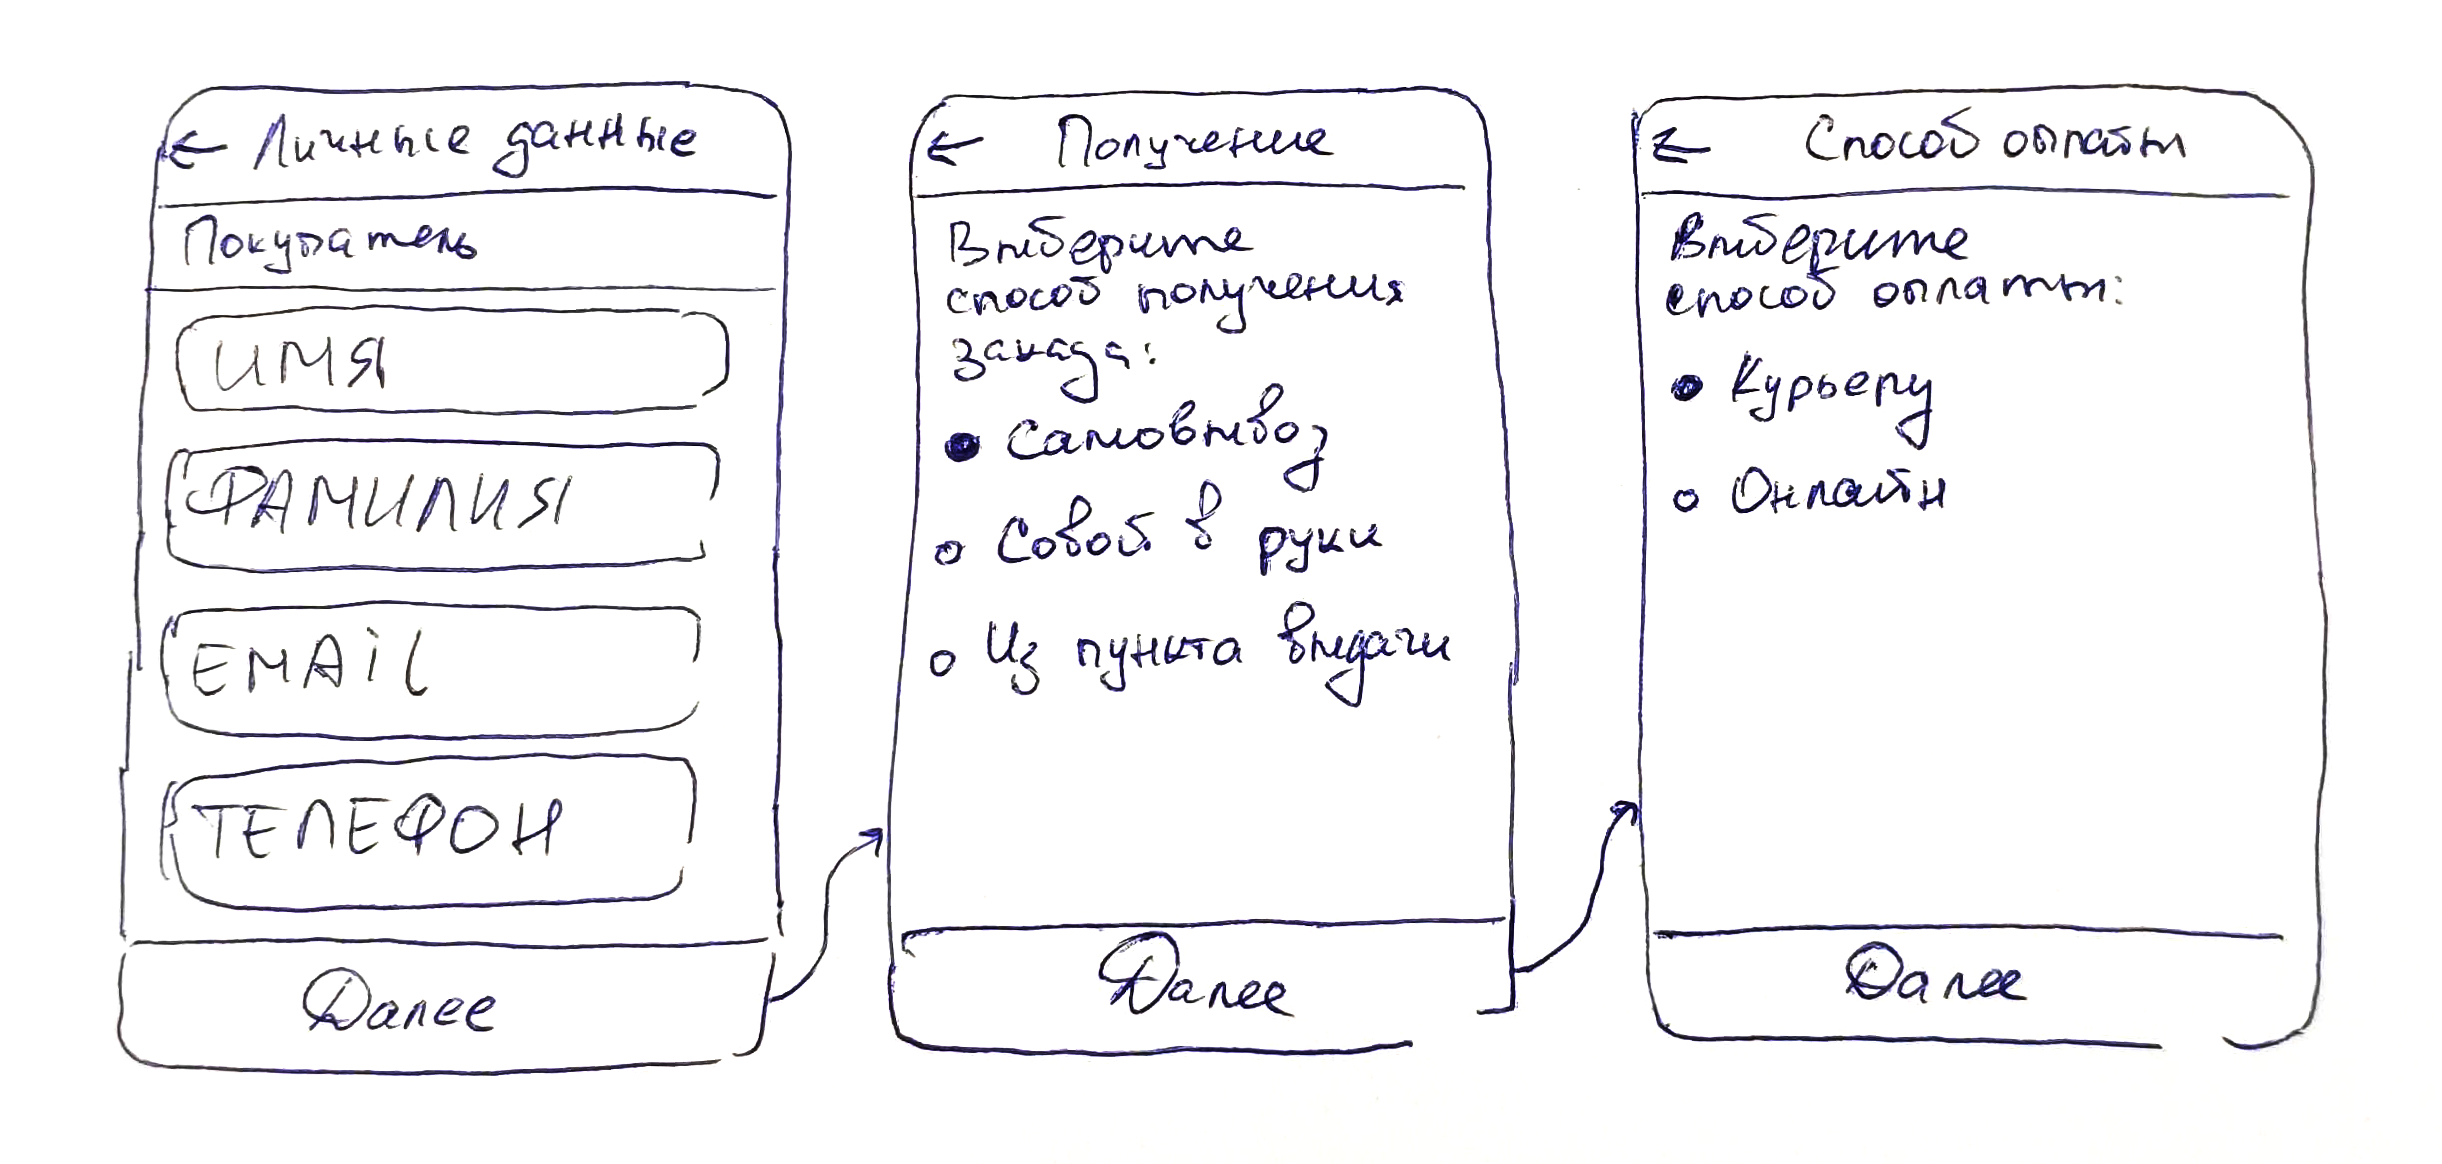 ← Личные данные
Покупатель
ИМЯ
ФАМИЛИЯ
EMAiL
ТЕЛЕФОН
Далее
← Получение
Выберите
способ получения
заказа:
Самовывоз
в руки
Из пункта выдачи
Далее
← Способ оплаты
Выберите
способ оплаты:
Курьеру
Онлайн
Далее